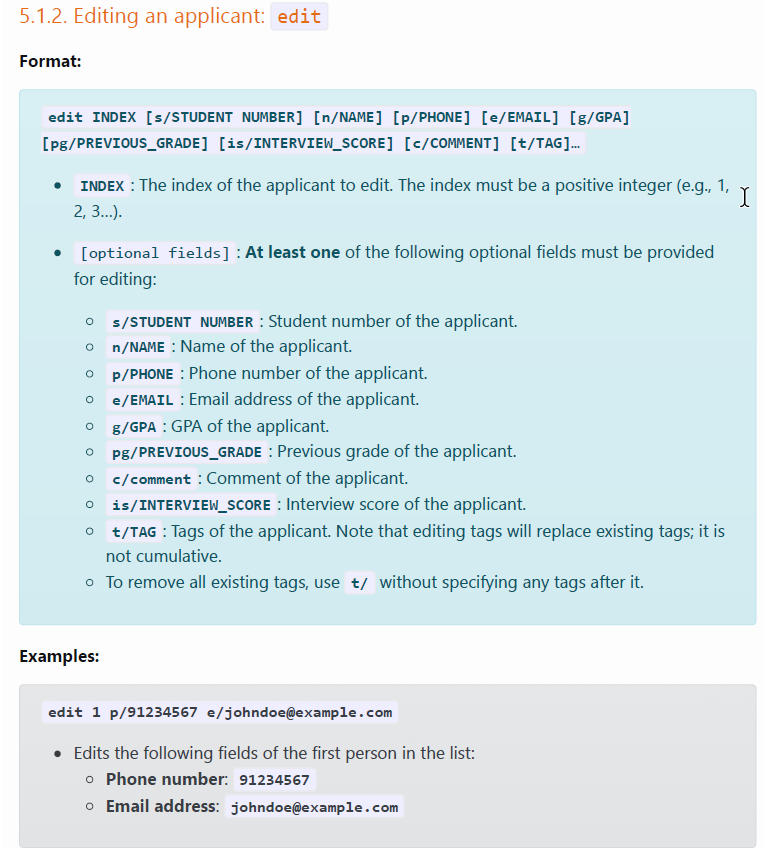 5.1.2. Editing an applicant: edit
Format:
edit INDEX [s/STUDENT NUMBER] [n/NAME] [p/PHONE] [e/EMAIL] [g/GPA]
[pg/PREVIOUS_GRADE] [is/INTERVIEW_SCORE] [c/COMMENT] [t/TAG]…
• INDEX : The index of the applicant to edit. The index must be a positive integer (e.g., 1,
2, 3…).
• [optional fields] : At least one of the following optional fields must be provided
for editing:
○ s/STUDENT NUMBER : Student number of the applicant.
○ n/NAME : Name of the applicant.
○ p/PHONE : Phone number of the applicant.
○ e/EMAIL : Email address of the applicant.
○ g/GPA : GPA of the applicant.
○ pg/PREVIOUS_GRADE : Previous grade of the applicant.
○ c/comment : Comment of the applicant.
○ is/INTERVIEW_SCORE : Interview score of the applicant.
○ t/TAG : Tags of the applicant. Note that editing tags will replace existing tags; it is
not cumulative.
○ To remove all existing tags, use t/ without specifying any tags after it.
Examples:
edit 1 p/91234567 e/johndoe@example.com
• Edits the following fields of the first person in the list:
○ Phone number: 91234567
○ Email address: johndoe@example.com